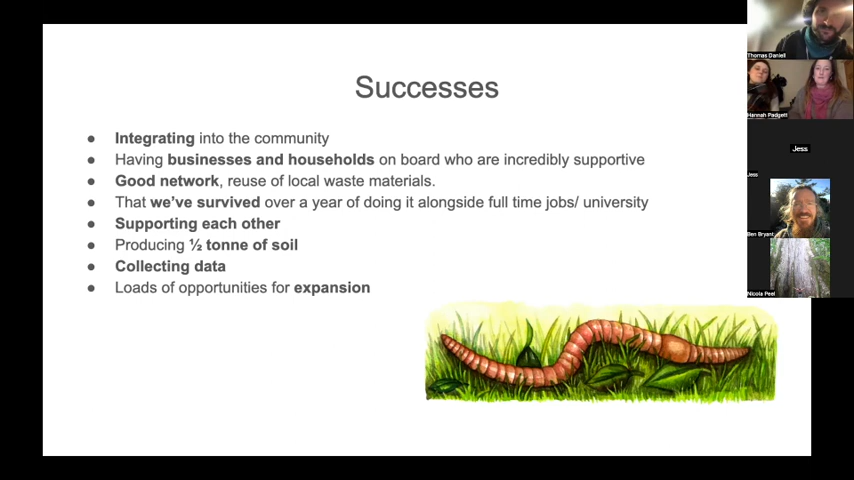 Successes
● Integrating into the community
● Having businesses and households on board who are incredibly supportive
● Good network, reuse of local waste materials.
● That we've survived over a year of doing it alongside full time jobs/ university
● Supporting each other
● Producing ½ tonne of soil
● Collecting data
● Loads of opportunities for expansion
Thomas Daniell
Hannah Padgett
Jess
Jess
Ben Bryant
Nicola Peel